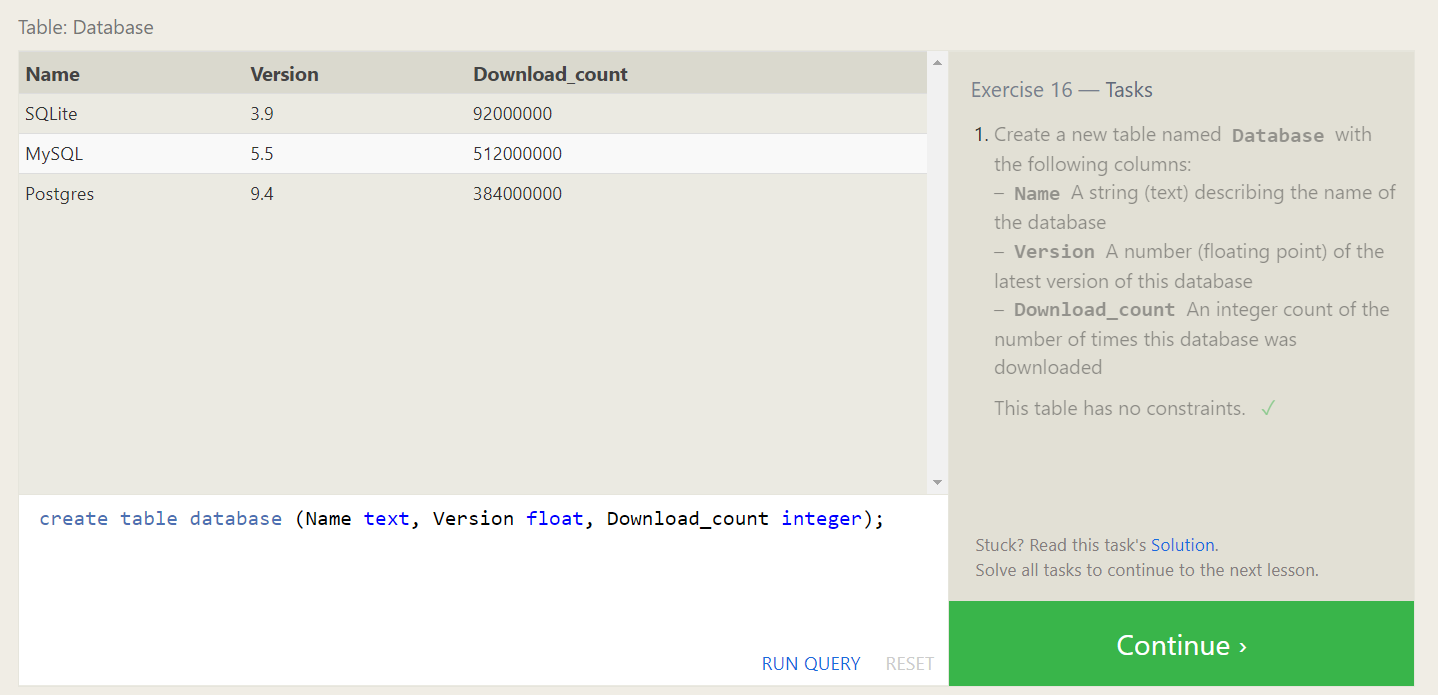 Table: Database
Name Version Download_count
SQLite 3.9 92000000
MySQL 5.5 512000000
Postgres 9.4 384000000
create table database (Name text, Version float, Download_count integer);
RUN QUERY RESET
Exercise 16 — Tasks
1. Create a new table named Database with
the following columns:
– Name A string (text) describing the name of
the database
– Version A number (floating point) of the
latest version of this database
– Download_count An integer count of the
number of times this database was
downloaded
This table has no constraints. ✓
Stuck? Read this task's Solution.
Solve all tasks to continue to the next lesson.
Continue ›